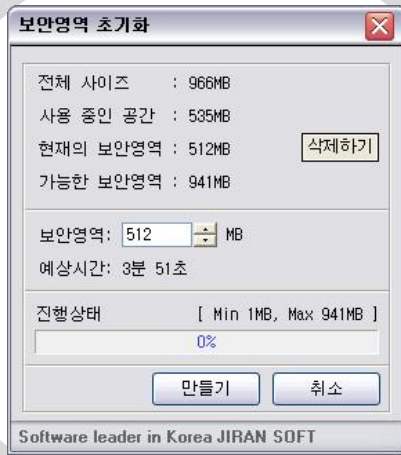 보안영역 초기화
전체 사이즈 : 966MB
사용 중인 공간 : 535MB
현재의 보안영역 : 512MB
삭제하기
가능한 보안영역 : 941MB
보안영역: 512 MB
예상시간: 3분 51초
진행상태 [ Min 1MB, Max 941MB ]
0%
만들기 취소
Software leader in Korea JIRAN SOFT